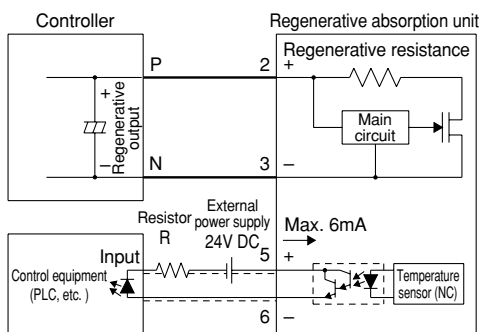 Controller
Regenerative absorption unit
P
2
+
Regenerative resistance
+
Regenerative
output
–
Main
circuit
N
3
–
Resistor
R
External
power supply
24V DC
Max. 6mA
5
+
Input
Control equipment
(PLC, etc. )
Temperature
sensor (NC)
6
–